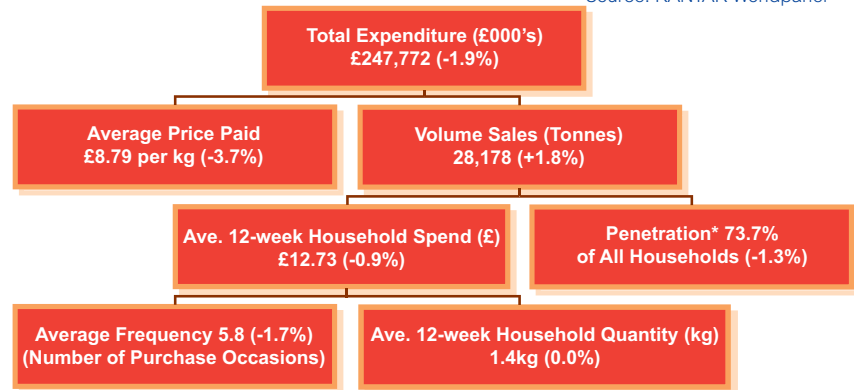 Source: KANTAR Worldpanel
Total Expenditure (£000's)
£247,772 (-1.9%)
Average Price Paid
£8.79 per kg (-3.7%)
Volume Sales (Tonnes)
28,178 (+1.8%)
Ave. 12-week Household Spend (£)
£12.73 (-0.9%)
Penetration* 73.7%
of All Households (-1.3%)
Average Frequency 5.8 (-1.7%)
(Number of Purchase Occasions)
Ave. 12-week Household Quantity (kg)
1.4kg (0.0%)